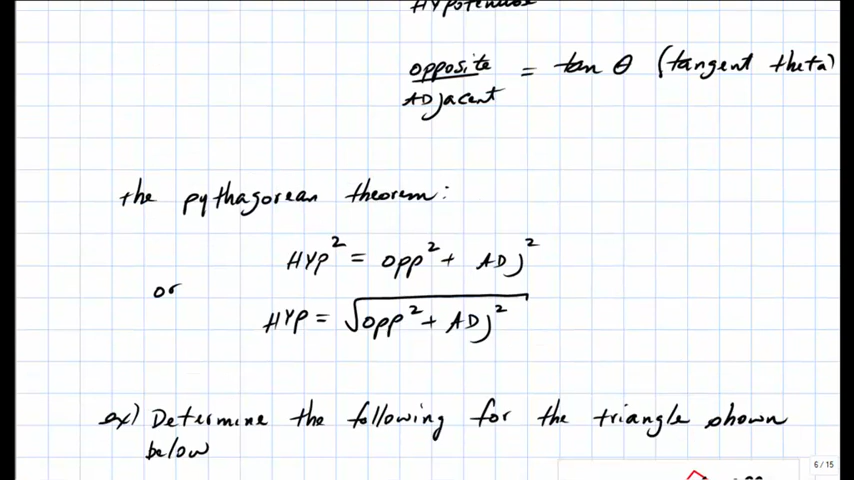 Hypotenuse
opposite = tan θ (tangent theta)
ADjacent
the pythagorean theorem:
HYP² = OPP² + ADJ²
or
HYP = √OPP² + ADJ²
ex) Determine the following for the triangle shown
below
6 / 15